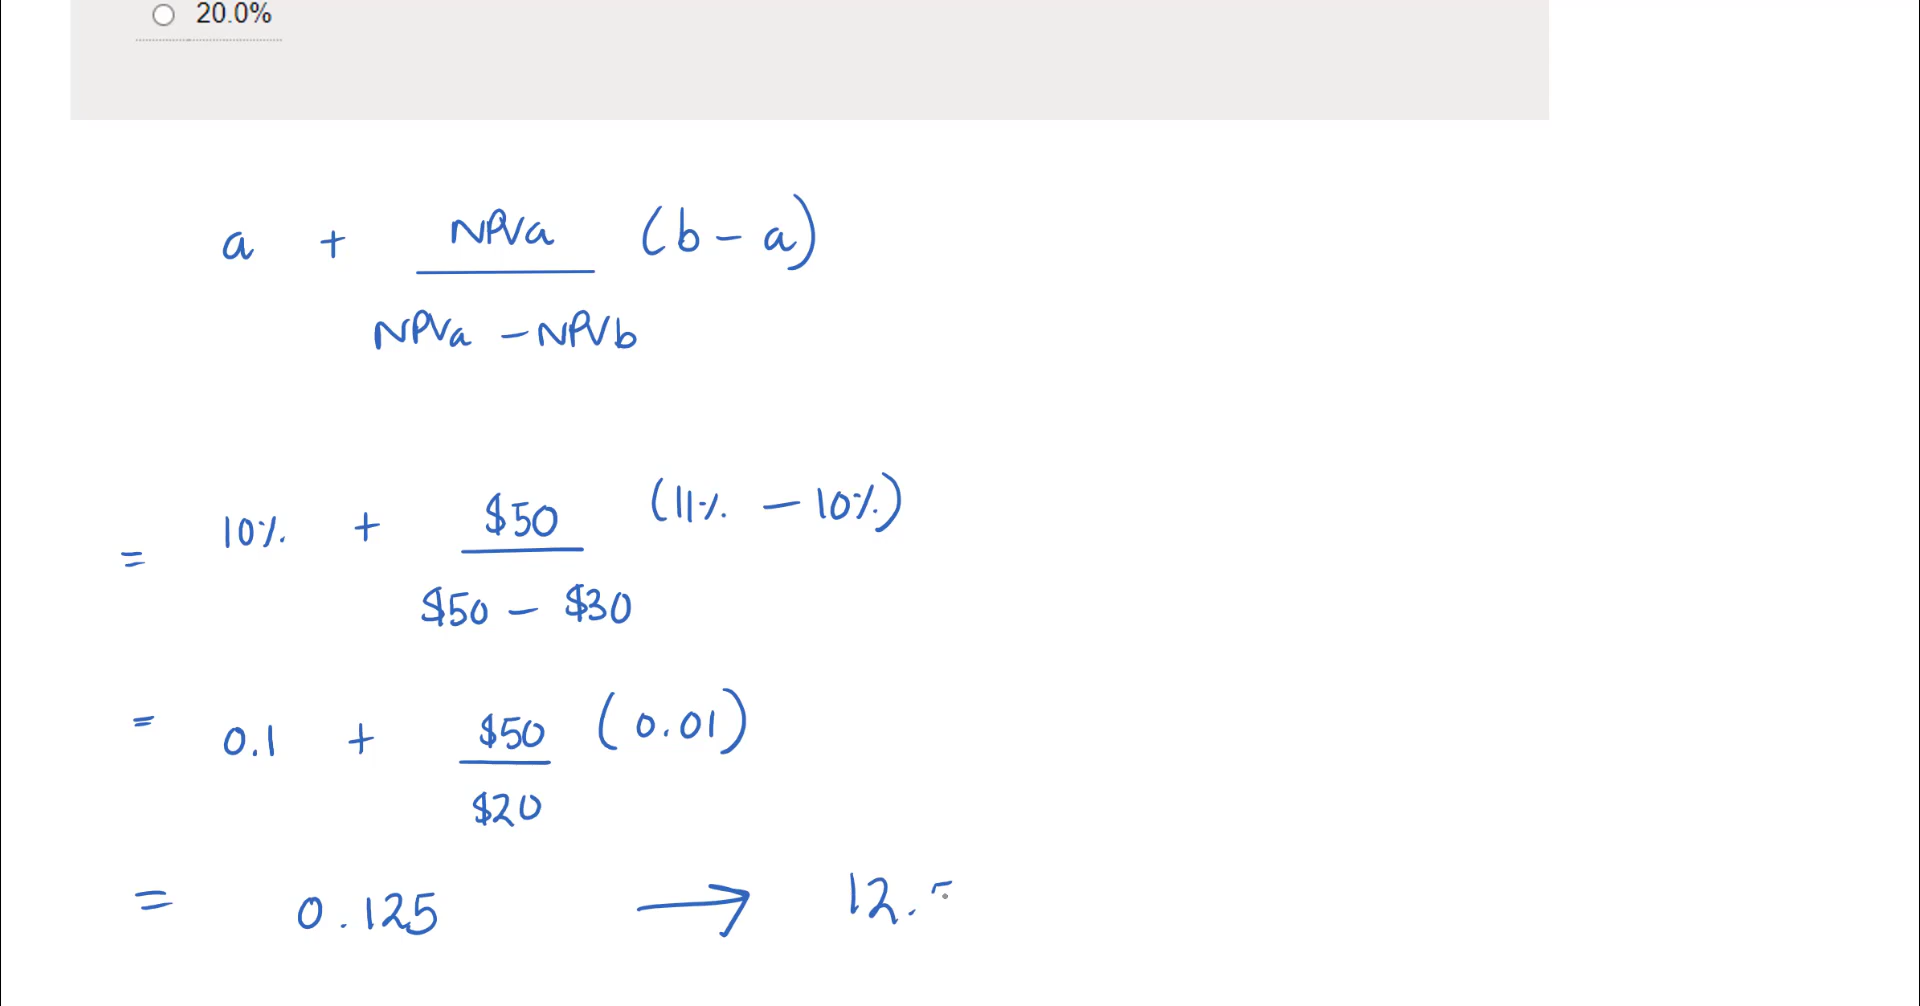 20.0%
a + NPVa (b - a)
NPVa - NPVb
= 10% + $50 (11% - 10%)
$50 - $30
= 0.1 + $50 (0.01)
$20
= 0.125 → 12.